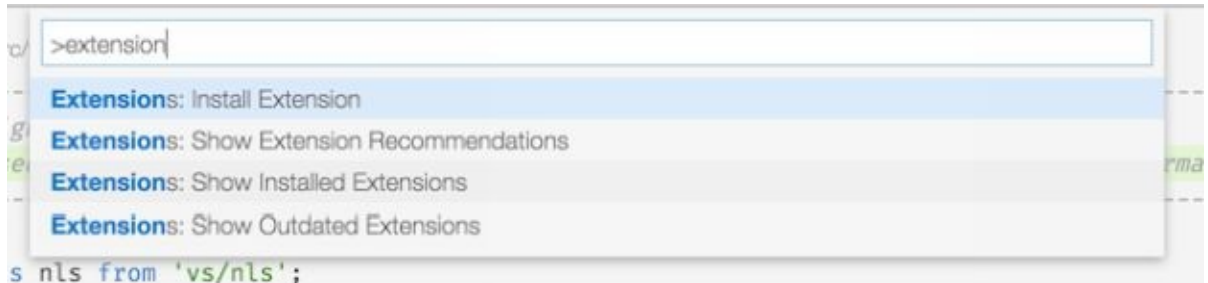 rc/
>extension
Extensions: Install Extension
Extensions: Show Extension Recommendations
Extensions: Show Installed Extensions
Extensions: Show Outdated Extensions
s nls from 'vs/nls';